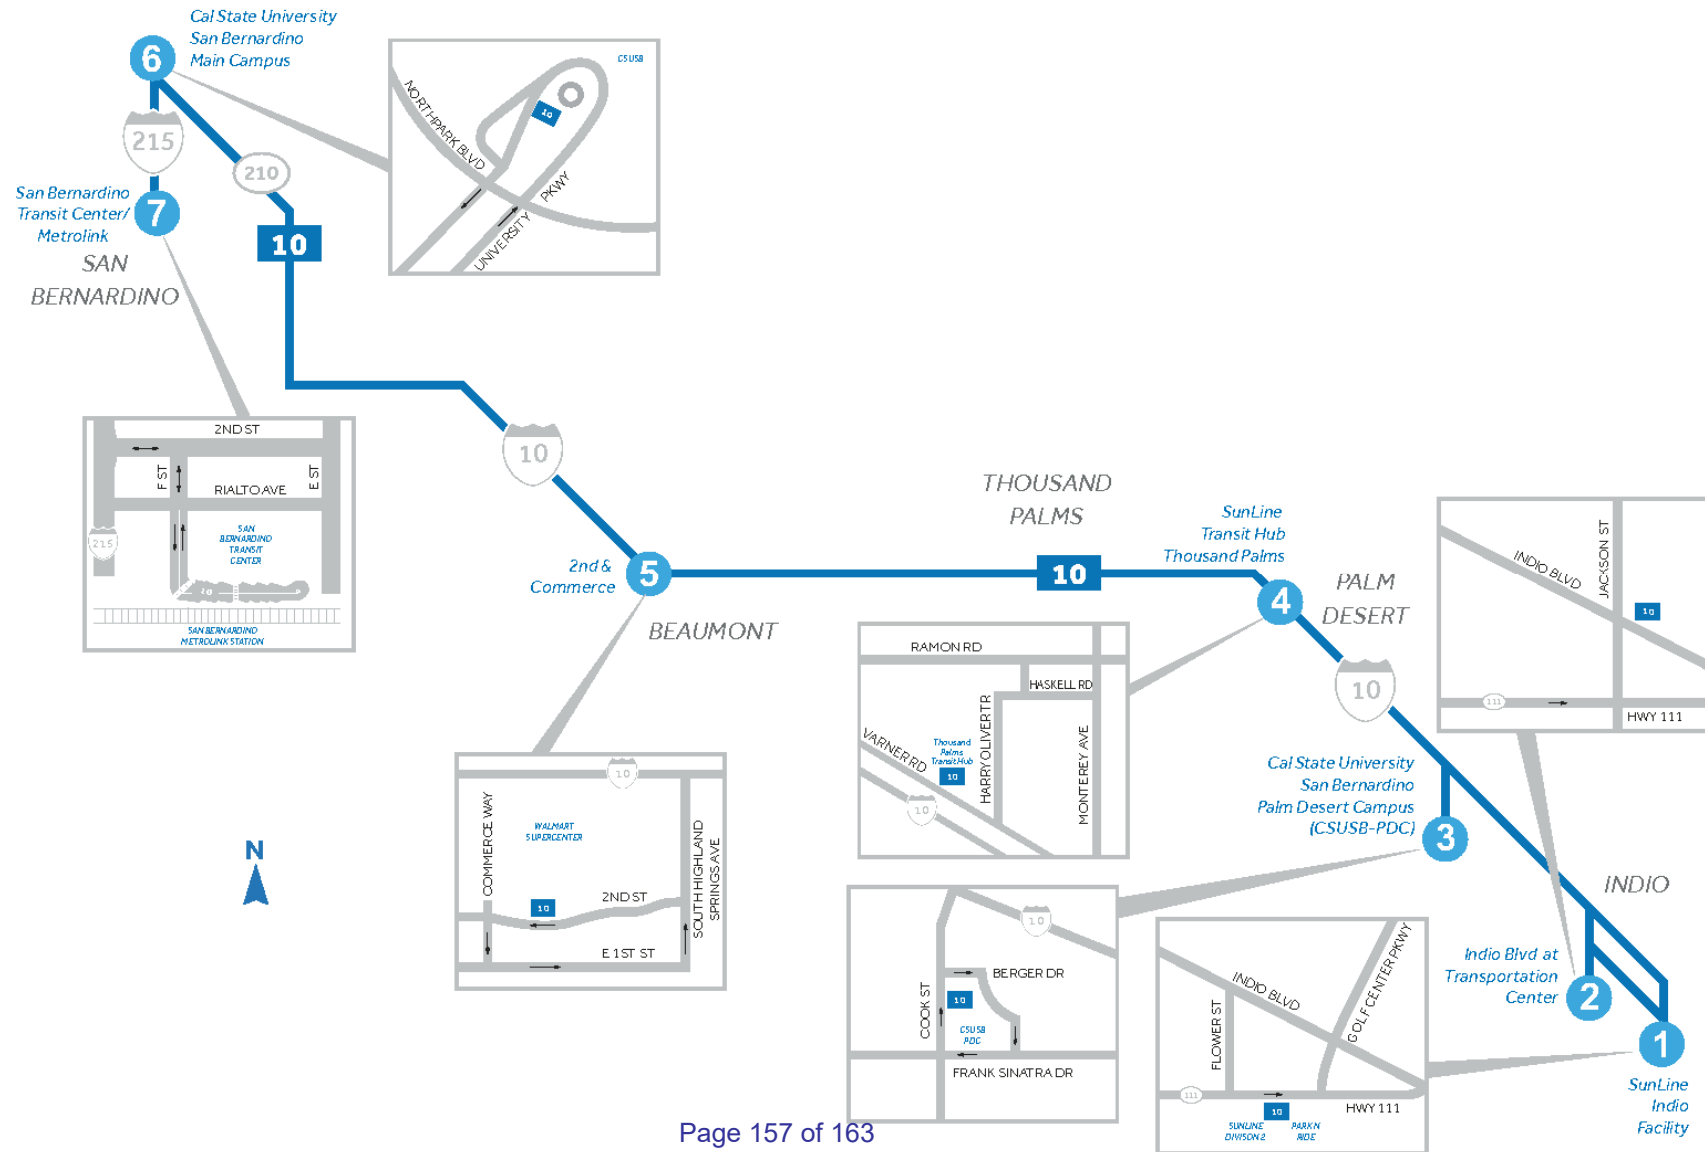 Cal State University
San Bernardino
Main Campus
6
215
210
San Bernardino
Transit Center/
Metrolink
7
SAN
BERNARDINO
10
CSUSB
NORTHPARK BLVD
10
UNIVERSITY PKWY
2ND ST
F ST
E ST
RIALTO AVE
215
SAN
BERNARDINO
TRANSIT
CENTER
10
SAN BERNARDINO
METROLINK STATION
10
2nd &
Commerce
5
BEAUMONT
10
THOUSAND
PALMS
SunLine
Transit Hub
Thousand Palms
4
PALM
DESERT
10
INDIO BLVD
JACKSON ST
10
111
HWY 111
RAMON RD
HASKELL RD
HARRY OLIVER TR
MONTEREY AVE
VARNER RD
Thousand
Palms
Transit Hub
10
10
Cal State University
San Bernardino
Palm Desert Campus
(CSUSB-PDC)
3
INDIO
N
10
COMMERCE WAY
WALMART
SUPERCENTER
SOUTH HIGHLAND
SPRINGS AVE
10
2ND ST
E 1ST ST
10
COOK ST
BERGER DR
10
CSUSB
PDC
FRANK SINATRA DR
INDIO BLVD
GOLF CENTER PKWY
FLOWER ST
111
HWY 111
10
SUNLINE
DIVISON 2
PARK N
RIDE
Indio Blvd at
Transportation
Center
2
1
SunLine
Indio
Facility
Page 157 of 163